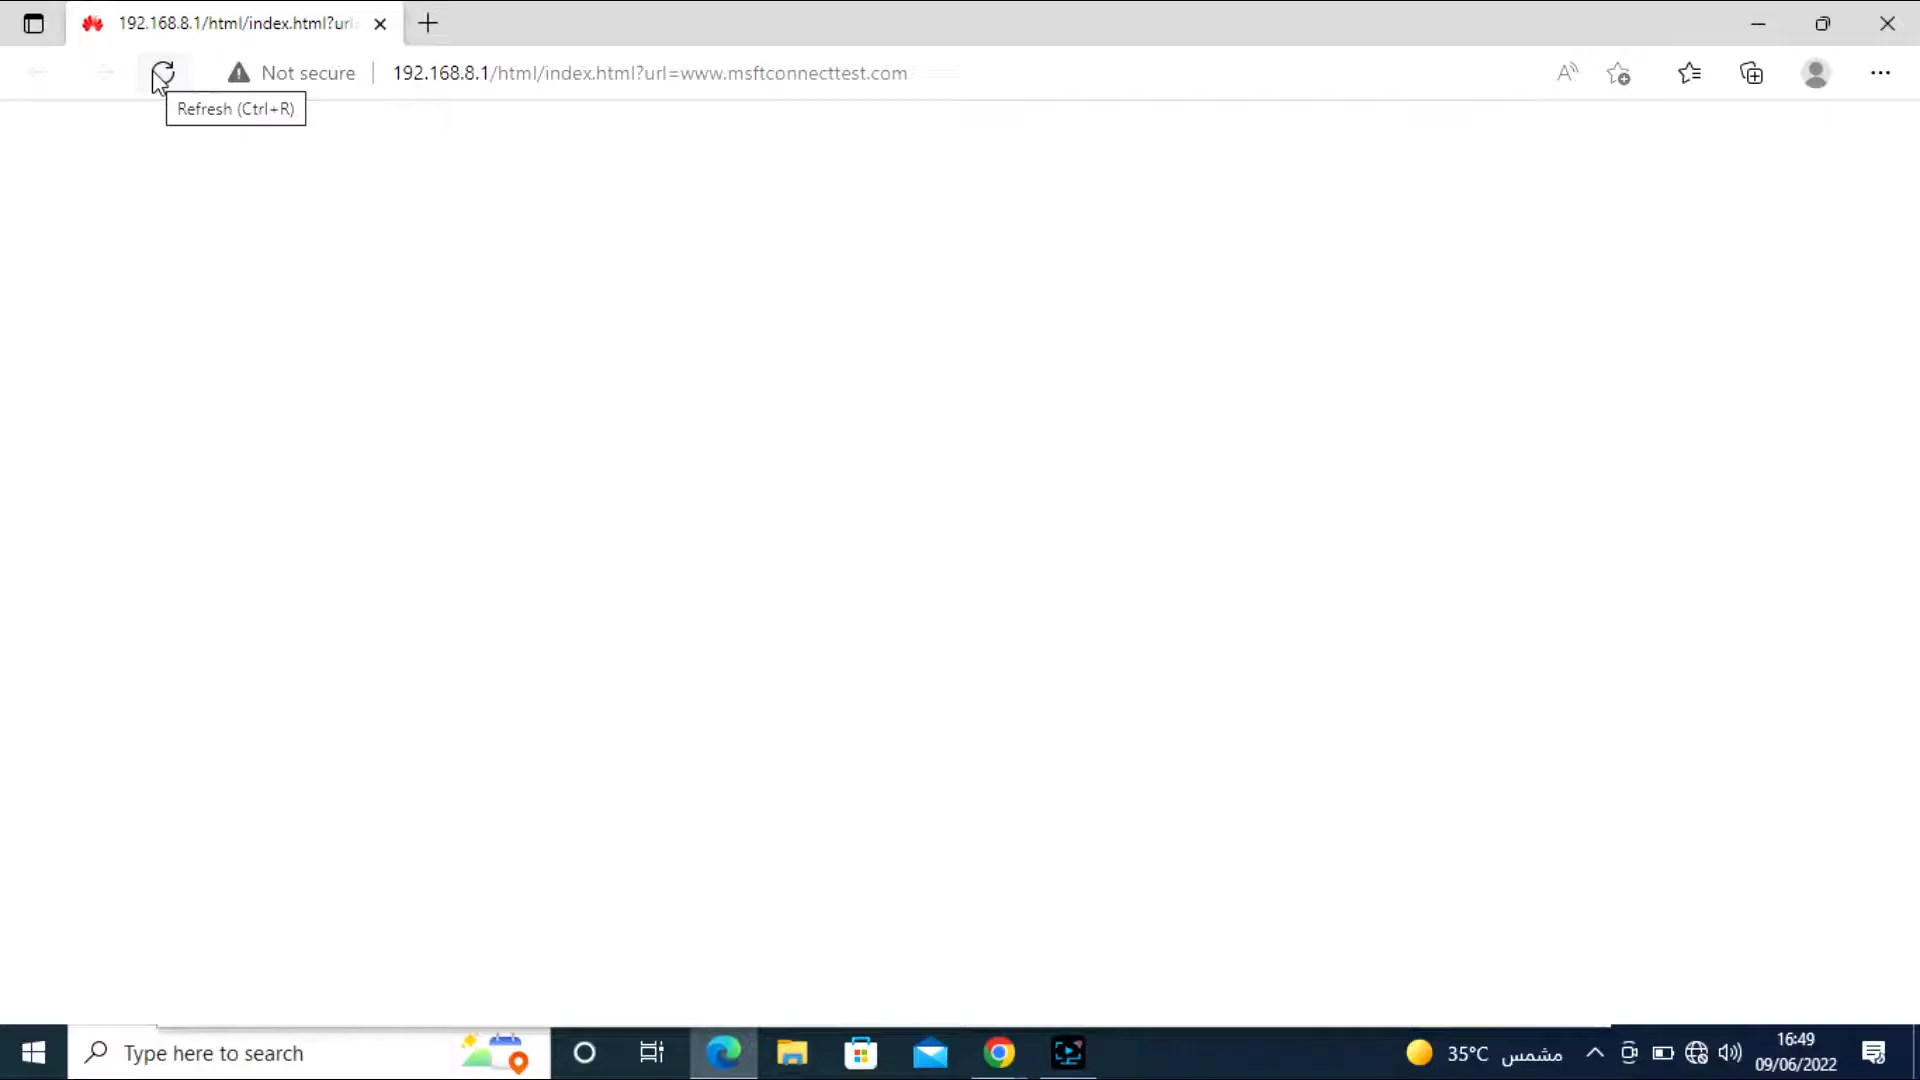 192.168.8.1/html/index.html?url
Not secure
192.168.8.1/html/index.html?url=www.msftconnecttest.com
Refresh (Ctrl+R)
Type here to search
35°C مشمس
16:49
09/06/2022